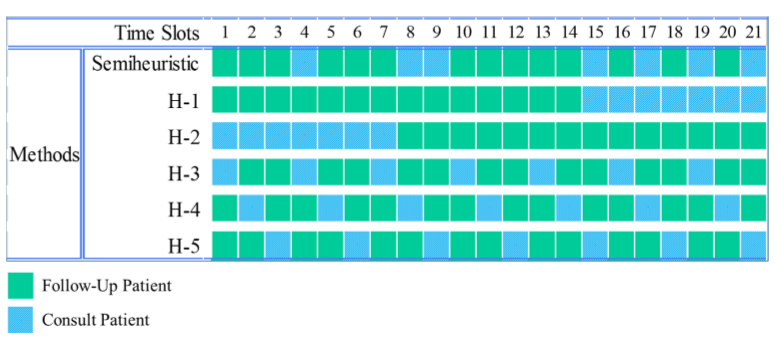 Time Slots 1 2 3 4 5 6 7 8 9 10 11 12 13 14 15 16 17 18 19 20 21
Semiheuristic
H-1
H-2
Methods
H-3
H-4
H-5
Follow-Up Patient
Consult Patient